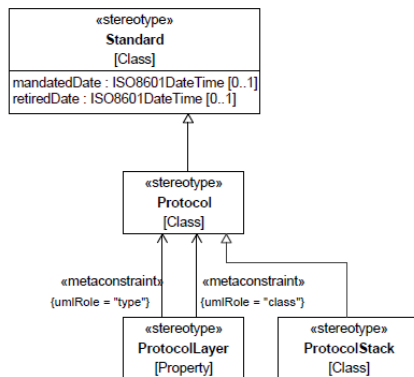 «stereotype»
Standard
[Class]
mandatedDate : ISO8601DateTime [0..1]
retiredDate : ISO8601DateTime [0..1]
«stereotype»
Protocol
[Class]
«metaconstraint» «metaconstraint»
{umlRole = "type"} {umlRole = "class"}
«stereotype» «stereotype»
ProtocolLayer ProtocolStack
[Property] [Class]